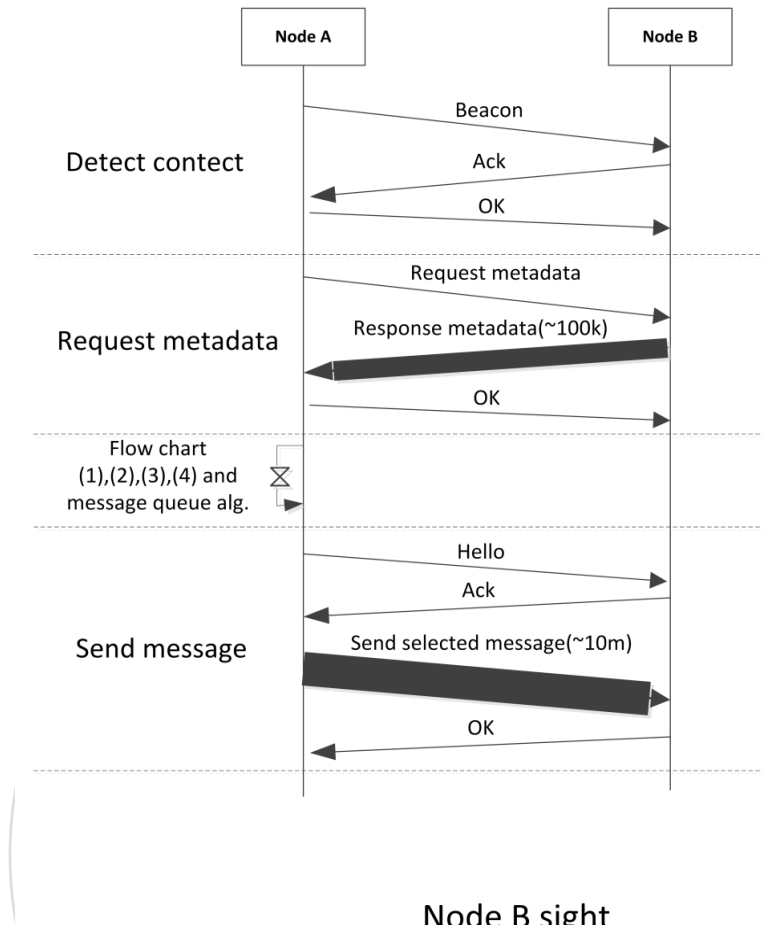 Node A
Node B
Beacon
Detect contect
Ack
OK
Request metadata
Request metadata
Response metadata(~100k)
OK
Flow chart
(1),(2),(3),(4) and
message queue alg.
Hello
Ack
Send message
Send selected message(~10m)
OK
Node B sight